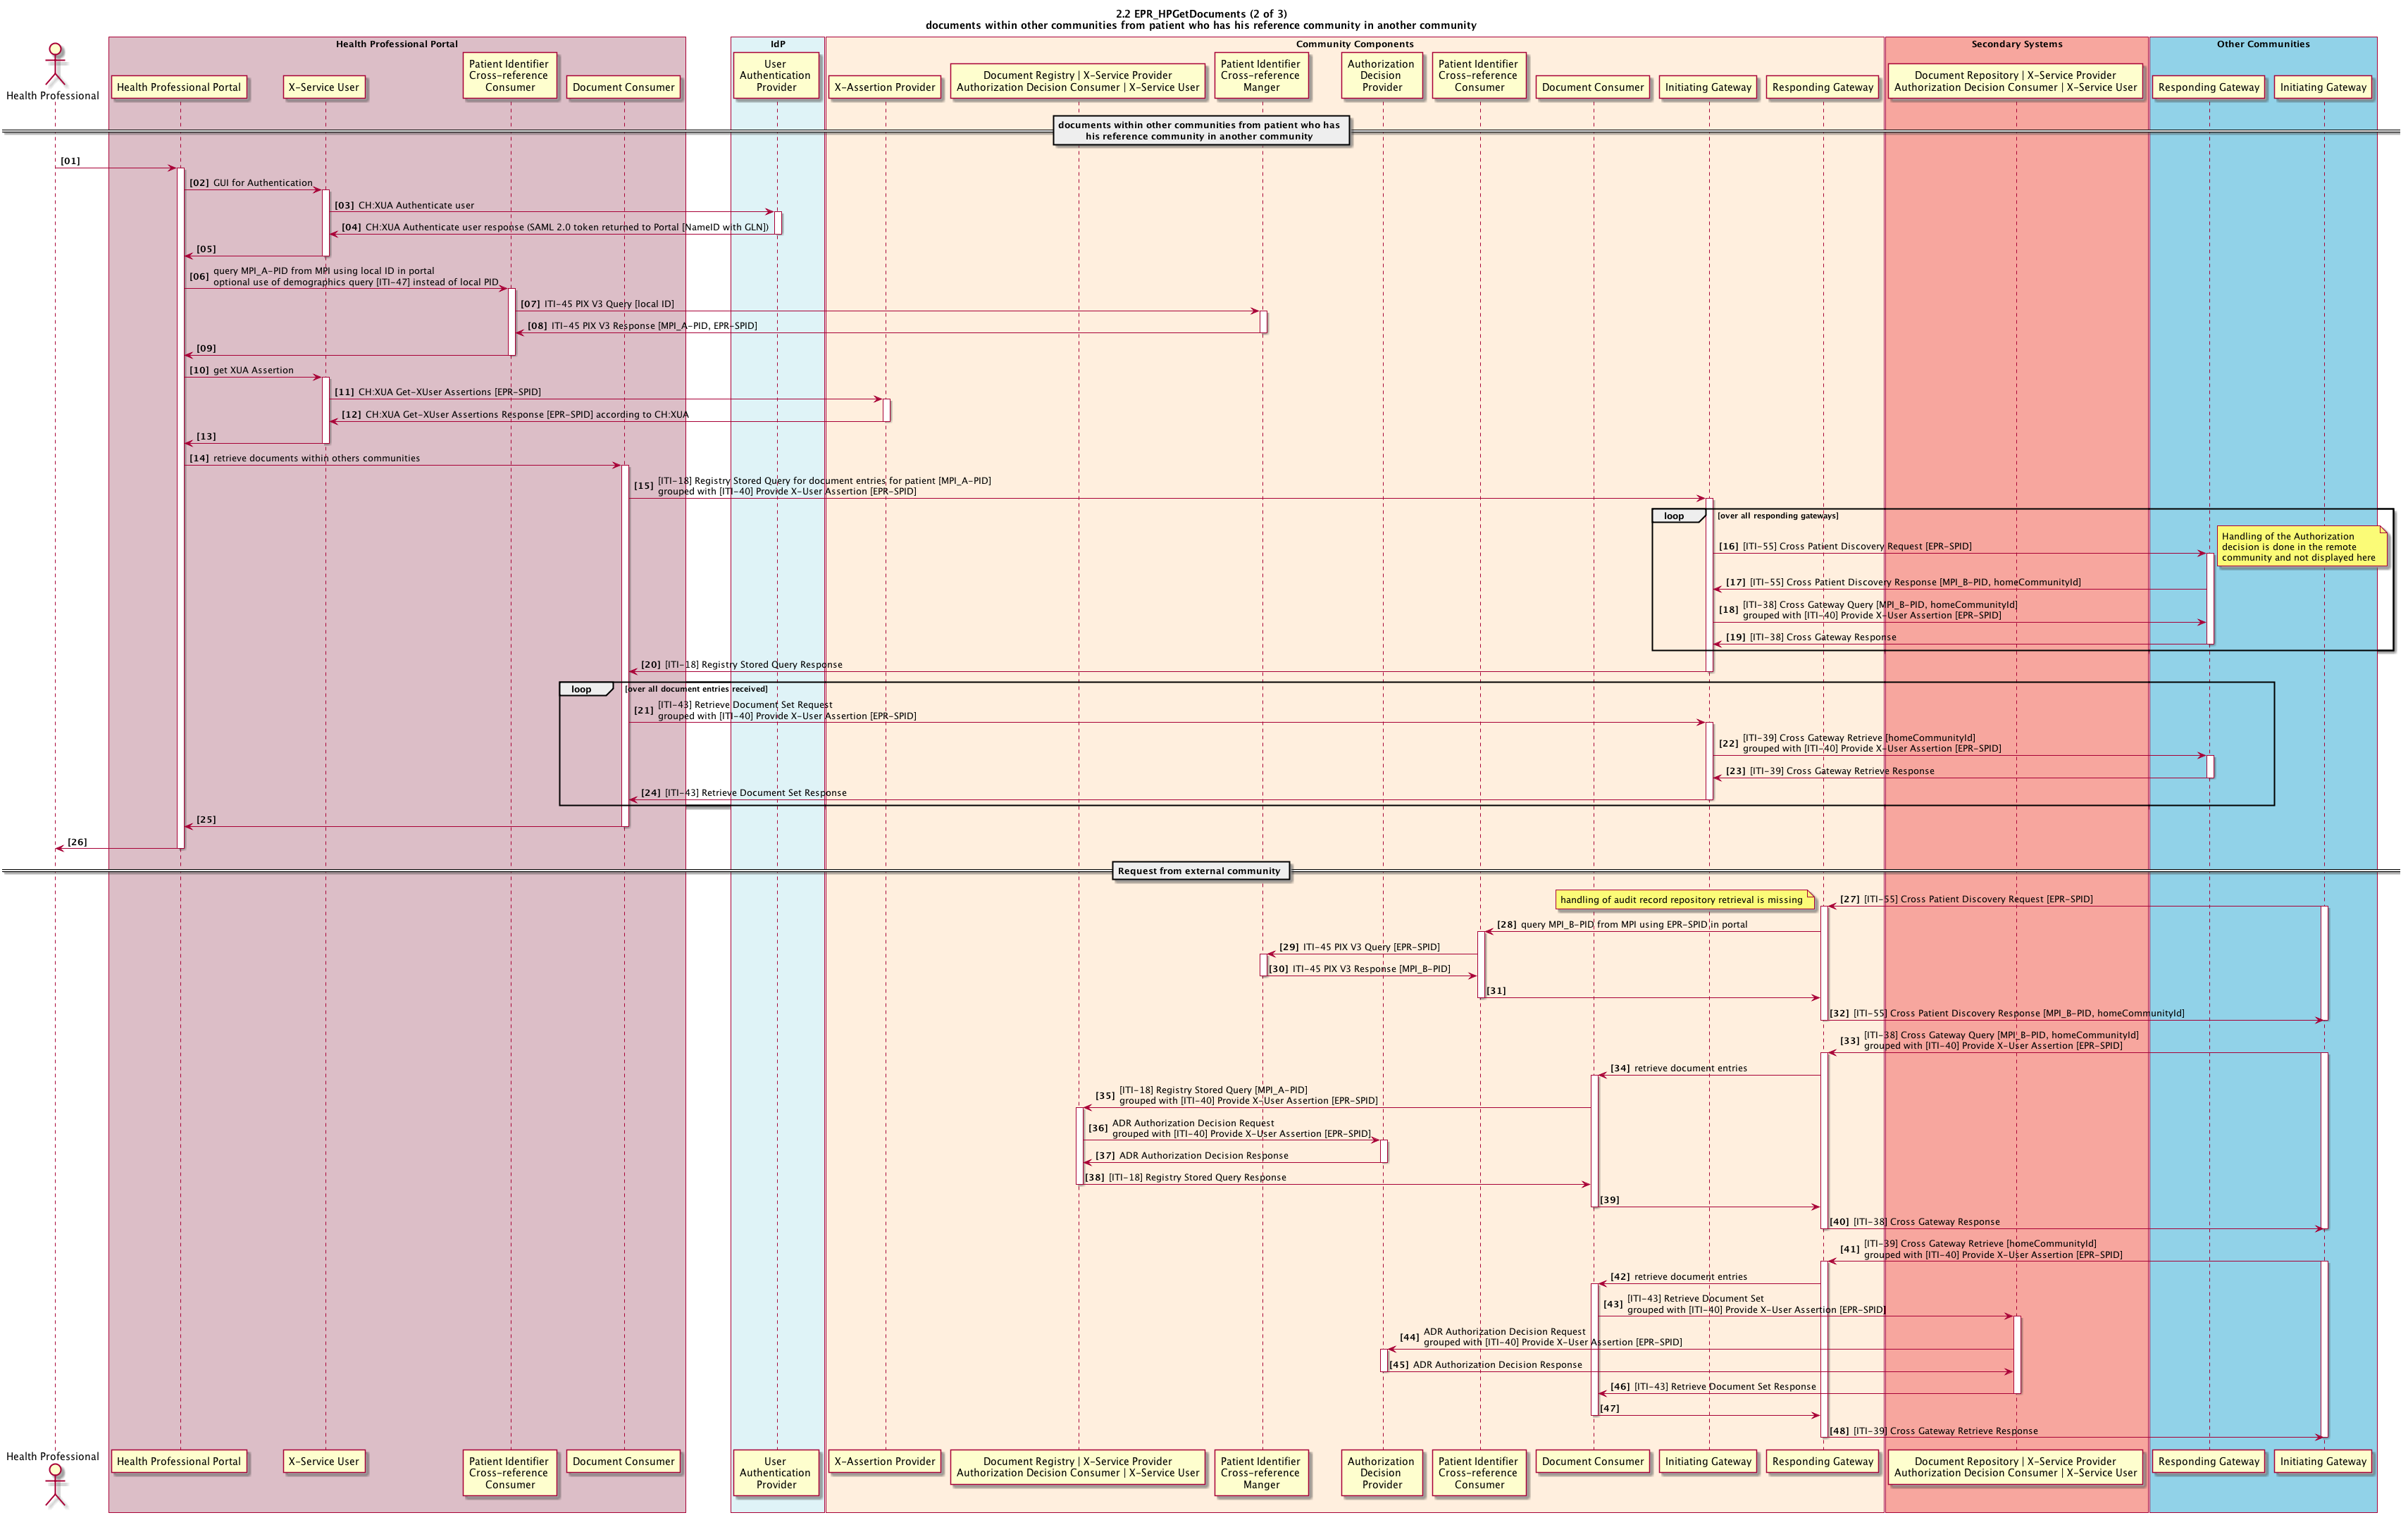 2.2 EPR_HPGetDocuments (2 of 3)
documents within other communities from patient who has his reference community in another community
Health Professional Portal
IdP
Community Components
Secondary Systems
Other Communities
Health Professional
Health Professional Portal
X-Service User
Patient Identifier
Cross-reference
Consumer
Document Consumer
User
Authentication
Provider
X-Assertion Provider
Document Registry | X-Service Provider
Authorization Decision Consumer | X-Service User
Patient Identifier
Cross-reference
Manger
Authorization
Decision
Provider
Patient Identifier
Cross-reference
Consumer
Document Consumer
Initiating Gateway
Responding Gateway
Document Repository | X-Service Provider
Authorization Decision Consumer | X-Service User
Responding Gateway
Initiating Gateway
documents within other communities from patient who has
his reference community in another community
[01]
[02] GUI for Authentication
[03] CH:XUA Authenticate user
[04] CH:XUA Authenticate user response (SAML 2.0 token returned to Portal [NameID with GLN])
[05]
[06] query MPI_A-PID from MPI using local ID in portal
optional use of demographics query [ITI-47] instead of local PID
[07] ITI-45 PIX V3 Query [local ID]
[08] ITI-45 PIX V3 Response [MPI_A-PID, EPR-SPID]
[09]
[10] get XUA Assertion
[11] CH:XUA Get-XUser Assertions [EPR-SPID]
[12] CH:XUA Get-XUser Assertions Response [EPR-SPID] according to CH:XUA
[13]
[14] retrieve documents within others communities
[15] [ITI-18] Registry Stored Query for document entries for patient [MPI_A-PID]
grouped with [ITI-40] Provide X-User Assertion [EPR-SPID]
loop [over all responding gateways]
[16] [ITI-55] Cross Patient Discovery Request [EPR-SPID]
Handling of the Authorization
decision is done in the remote
community and not displayed here
[17] [ITI-55] Cross Patient Discovery Response [MPI_B-PID, homeCommunityId]
[18] [ITI-38] Cross Gateway Query [MPI_B-PID, homeCommunityId]
grouped with [ITI-40] Provide X-User Assertion [EPR-SPID]
[19] [ITI-38] Cross Gateway Response
[20] [ITI-18] Registry Stored Query Response
loop [over all document entries received]
[21] [ITI-43] Retrieve Document Set Request
grouped with [ITI-40] Provide X-User Assertion [EPR-SPID]
[22] [ITI-39] Cross Gateway Retrieve [homeCommunityId]
grouped with [ITI-40] Provide X-User Assertion [EPR-SPID]
[23] [ITI-39] Cross Gateway Retrieve Response
[24] [ITI-43] Retrieve Document Set Response
[25]
[26]
Request from external community
handling of audit record repository retrieval is missing
[27] [ITI-55] Cross Patient Discovery Request [EPR-SPID]
[28] query MPI_B-PID from MPI using EPR-SPID in portal
[29] ITI-45 PIX V3 Query [EPR-SPID]
[30] ITI-45 PIX V3 Response [MPI_B-PID]
[31]
[32] [ITI-55] Cross Patient Discovery Response [MPI_B-PID, homeCommunityId]
[33] [ITI-38] Cross Gateway Query [MPI_B-PID, homeCommunityId]
grouped with [ITI-40] Provide X-User Assertion [EPR-SPID]
[34] retrieve document entries
[35] [ITI-18] Registry Stored Query [MPI_A-PID]
grouped with [ITI-40] Provide X-User Assertion [EPR-SPID]
[36] ADR Authorization Decision Request
grouped with [ITI-40] Provide X-User Assertion [EPR-SPID]
[37] ADR Authorization Decision Response
[38] [ITI-18] Registry Stored Query Response
[39]
[40] [ITI-38] Cross Gateway Response
[41] [ITI-39] Cross Gateway Retrieve [homeCommunityId]
grouped with [ITI-40] Provide X-User Assertion [EPR-SPID]
[42] retrieve document entries
[43] [ITI-43] Retrieve Document Set
grouped with [ITI-40] Provide X-User Assertion [EPR-SPID]
[44] ADR Authorization Decision Request
grouped with [ITI-40] Provide X-User Assertion [EPR-SPID]
[45] ADR Authorization Decision Response
[46] [ITI-43] Retrieve Document Set Response
[47]
[48] [ITI-39] Cross Gateway Retrieve Response
Health Professional
Health Professional Portal
X-Service User
Patient Identifier
Cross-reference
Consumer
Document Consumer
User
Authentication
Provider
X-Assertion Provider
Document Registry | X-Service Provider
Authorization Decision Consumer | X-Service User
Patient Identifier
Cross-reference
Manger
Authorization
Decision
Provider
Patient Identifier
Cross-reference
Consumer
Document Consumer
Initiating Gateway
Responding Gateway
Document Repository | X-Service Provider
Authorization Decision Consumer | X-Service User
Responding Gateway
Initiating Gateway